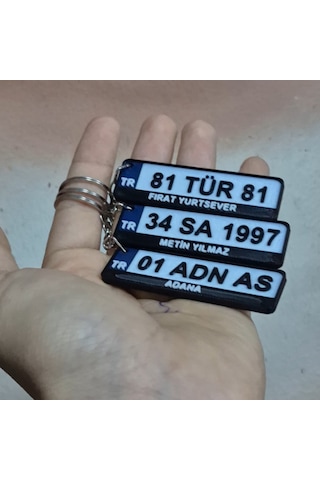 TR 81 TÜR 81
FIRAT YURTSEVER
TR 34 SA 1997
METİN YILMAZ
TR 01 ADN AS
ADANA